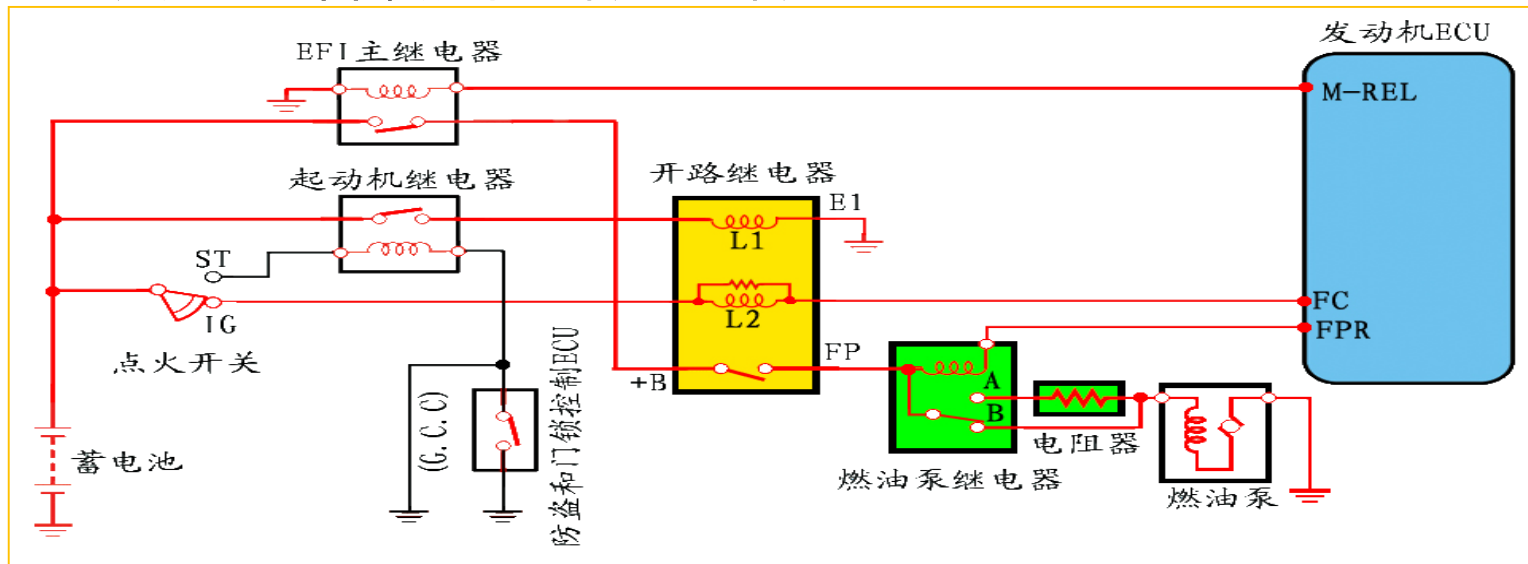 发动机ECU
EFI主继电器
M-REL
起动机继电器
开路继电器
E1
L1
ST
IG
L2
FC
FPR
点火开关
+B
FP
A
B
(G.C.C)
防盗和门锁控制ECU
电阻器
蓄电池
燃油泵继电器
燃油泵